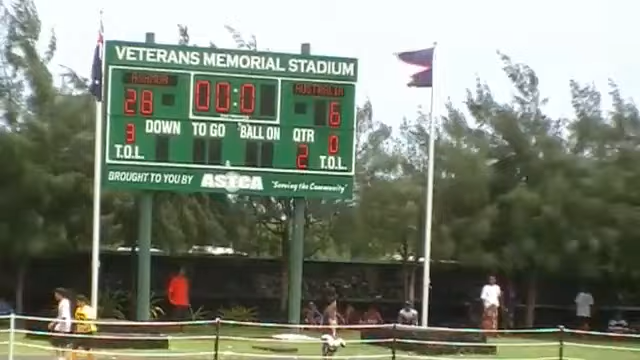 VETERANS MEMORIAL STADIUM
AUSTRALIA
28 00:0 6
DOWN TO GO BALL ON QTR
3 2 0
T.O.L. T.O.L.
BROUGHT TO YOU BY ASTCA "Serving the Community"